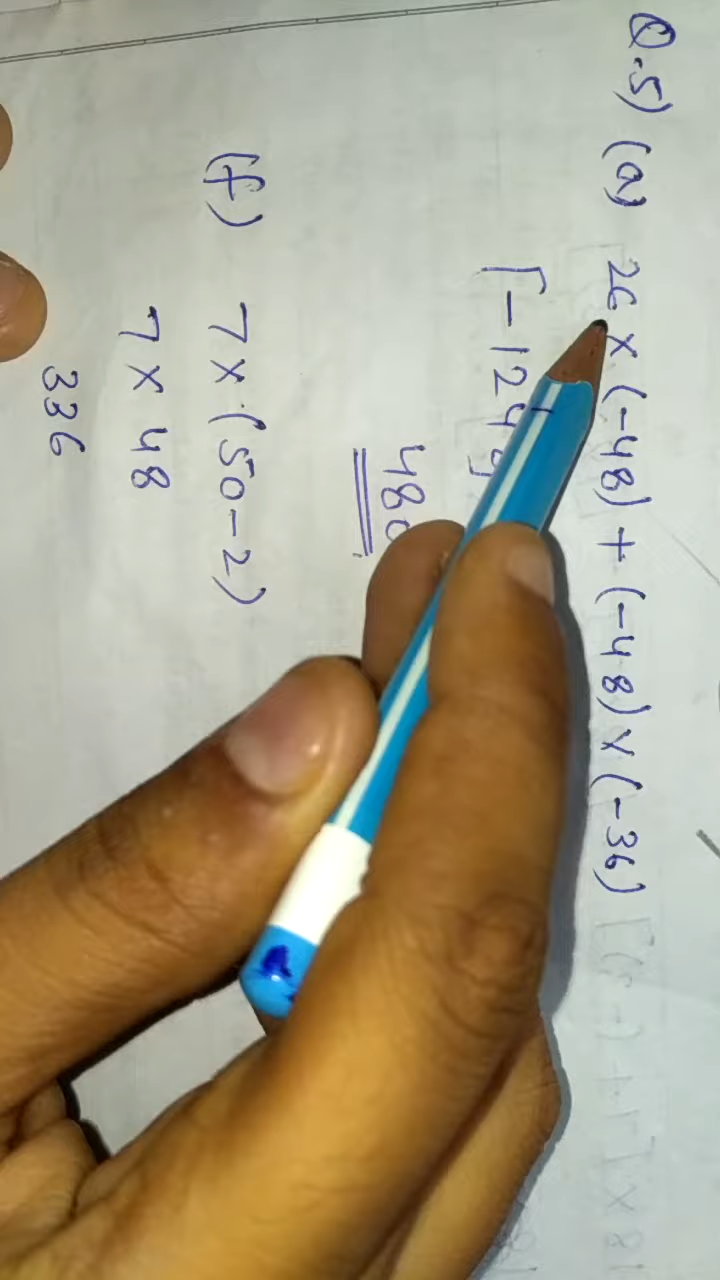 Q.5) (a) 26 x (-48) + (-48) x (-36)
[-124
480
(f) 7 x (50-2)
7 x 48
336